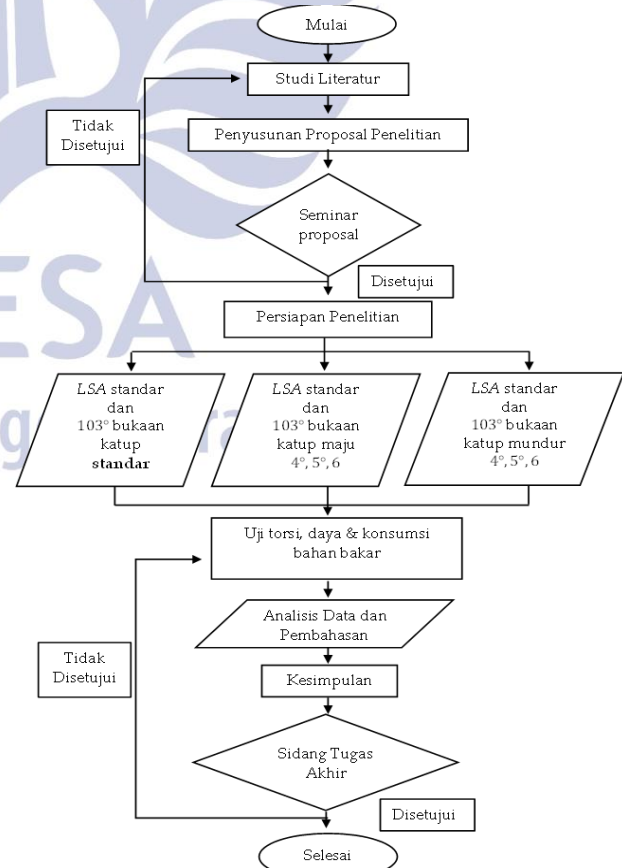 Mulai
Studi Literatur
Tidak
Disetujui
Penyusunan Proposal Penelitian
Seminar
proposal
Disetujui
Persiapan Penelitian
LSA standar
dan
103° bukaan
katup
standar
LSA standar
dan
103° bukaan
katup maju
4°, 5°, 6
LSA standar
dan
103° bukaan
katup mundur
4°, 5°, 6
Uji torsi, daya & konsumsi
bahan bakar
Analisis Data dan
Pembahasan
Tidak
Disetujui
Kesimpulan
Sidang Tugas
Akhir
Disetujui
Selesai